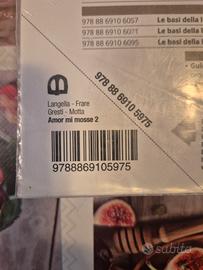 978 88 6910 6057 Le basi della
978 88 6910 6071 Le basi della
978 88 6910 6095 Le basi della
978 88 6910 5975
Langella - Frare
Gresti - Motta
Amor mi mosse 2
9788869105975
subito